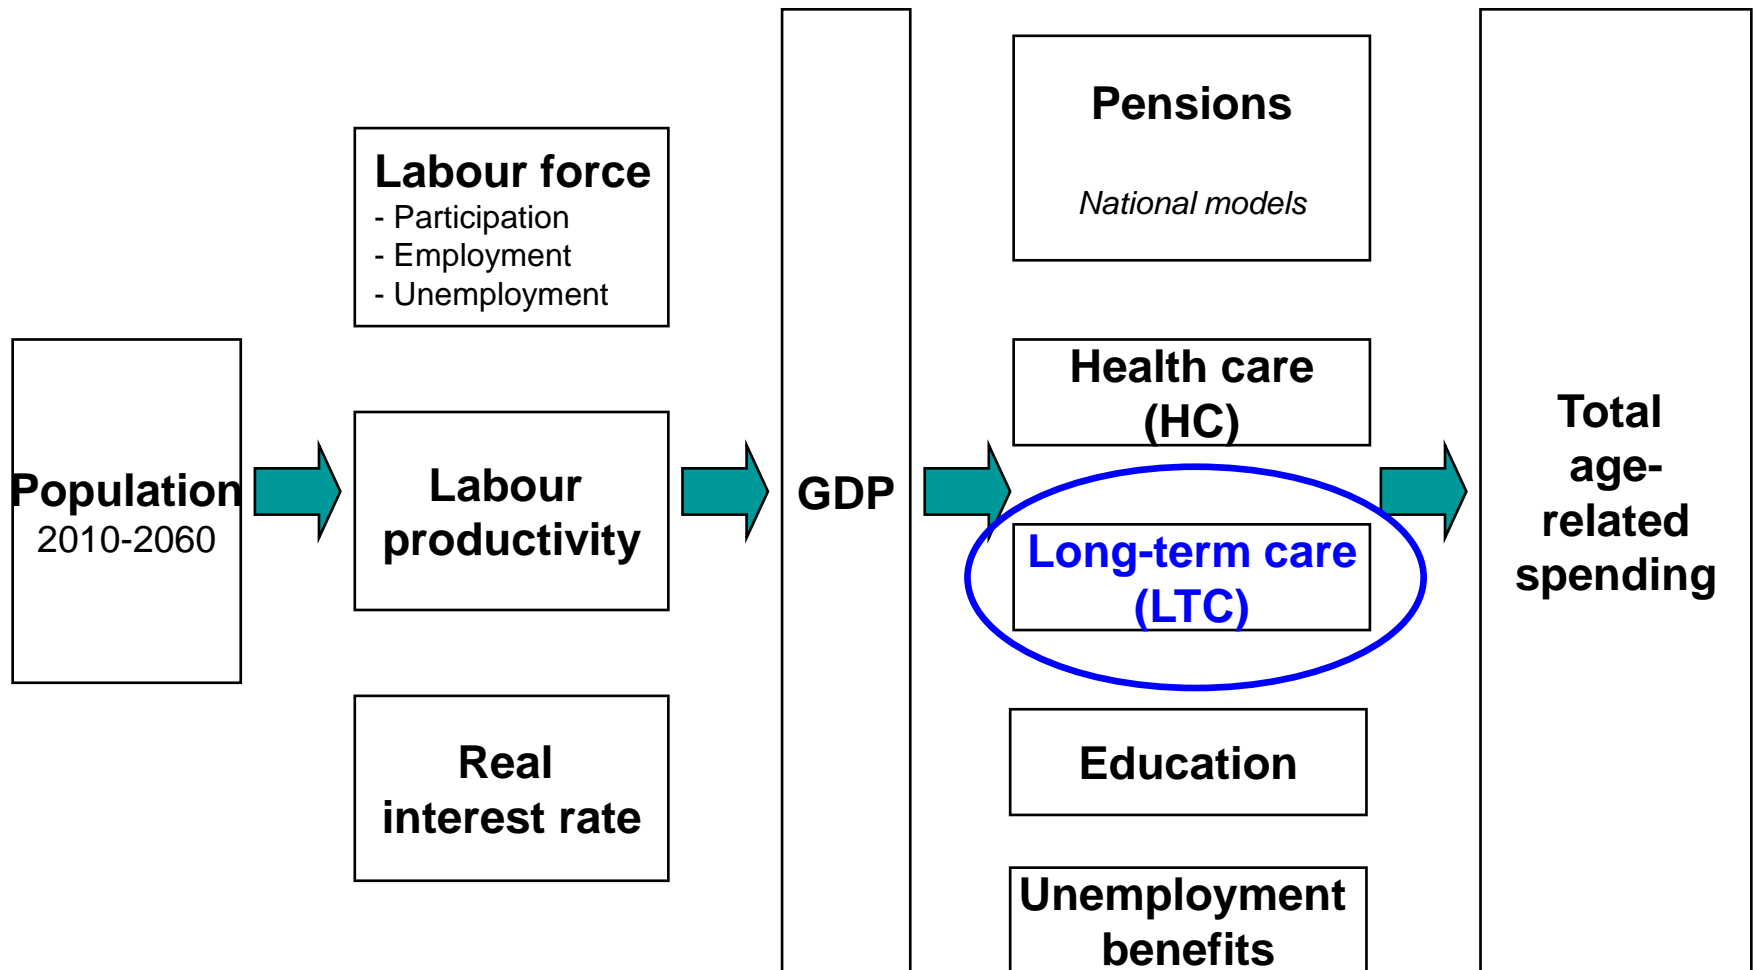 Population
2010-2060
Labour force
- Participation
- Employment
- Unemployment
Labour
productivity
Real
interest rate
GDP
Pensions
National models
Health care
(HC)
Long-term care
(LTC)
Education
Unemployment
benefits
Total
age-
related
spending